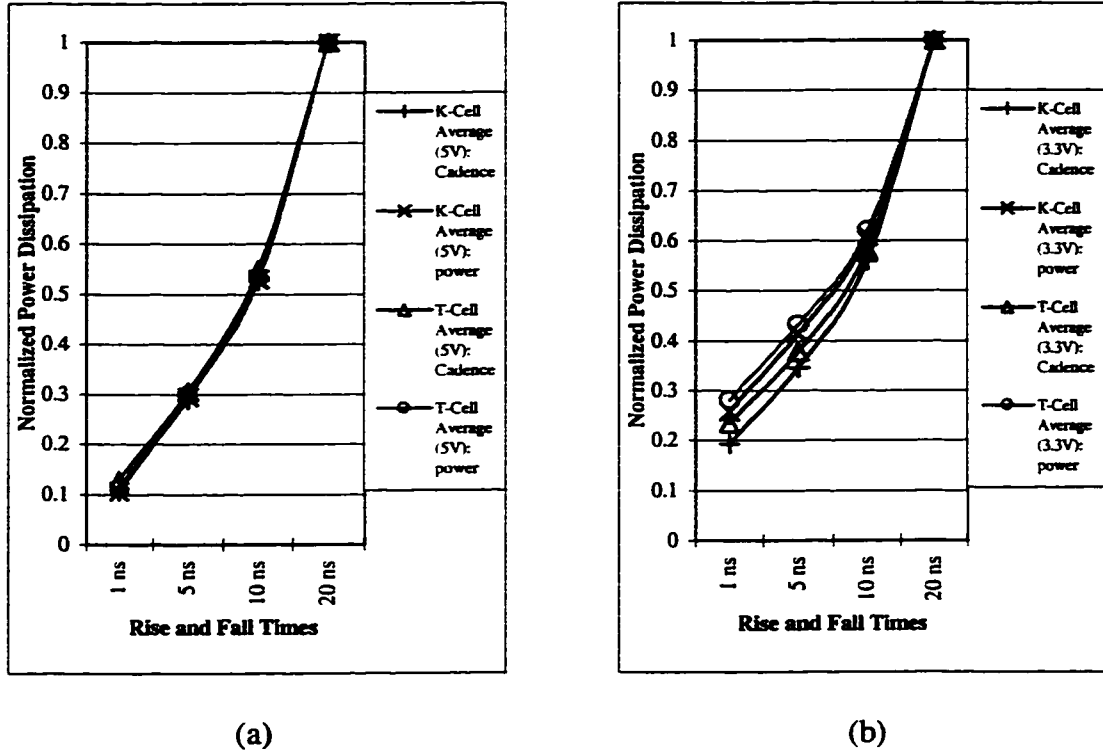 Normalized Power Dissipation
1
0.9
0.8
0.7
0.6
0.5
0.4
0.3
0.2
0.1
0
1 ns
5 ns
10 ns
20 ns
Rise and Fall Times
K-Cell
Average
(5V):
Cadence
K-Cell
Average
(5V):
power
T-Cell
Average
(5V):
Cadence
T-Cell
Average
(5V):
power
(a)
Normalized Power Dissipation
1
0.9
0.8
0.7
0.6
0.5
0.4
0.3
0.2
0.1
0
1 ns
5 ns
10 ns
20 ns
Rise and Fall Times
K-Cell
Average
(3.3V):
Cadence
K-Cell
Average
(3.3V):
power
T-Cell
Average
(3.3V):
Cadence
T-Cell
Average
(3.3V):
power
(b)